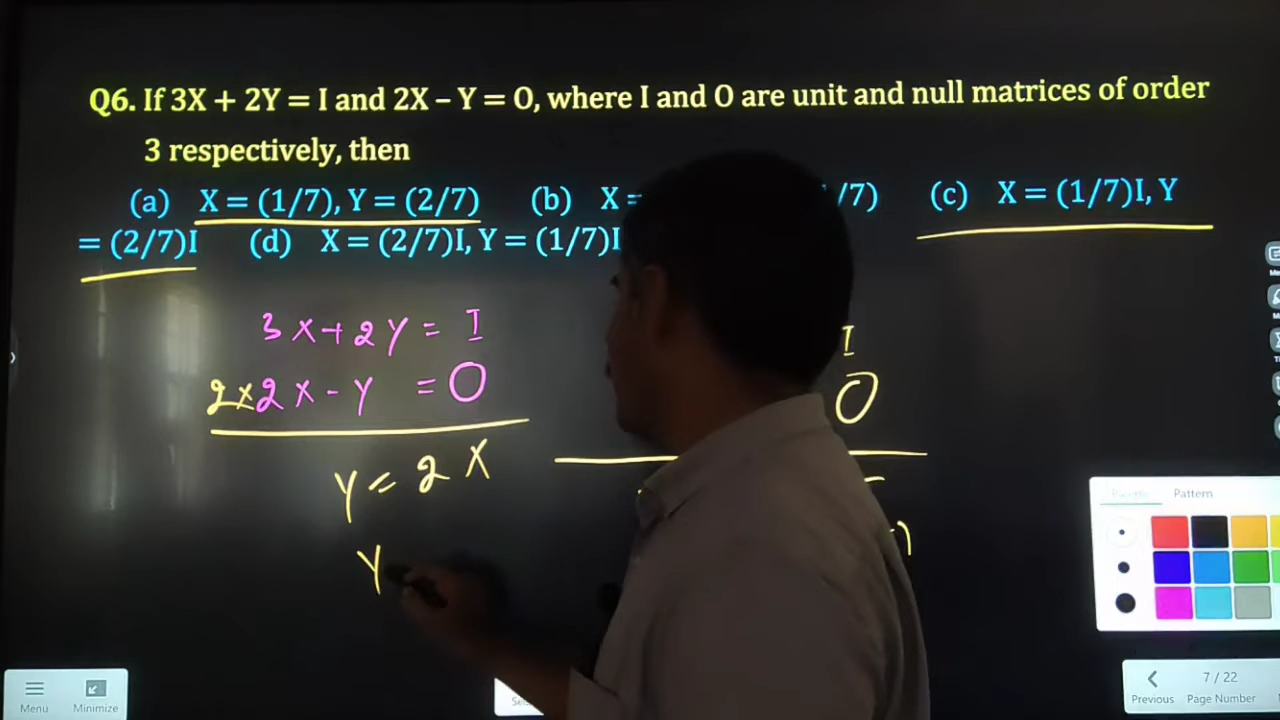 Q6. If 3X + 2Y = I and 2X – Y = O, where I and O are unit and null matrices of order
3 respectively, then
(a) X = (1/7), Y = (2/7) (b) X = /7) (c) X = (1/7)I, Y
= (2/7)I (d) X = (2/7)I, Y = (1/7)I
3X+2Y = I
2×2X-Y = O
Y = 2X
Y
I
O
Pattern
Menu
Minimize
Previous
7 / 22
Page Number